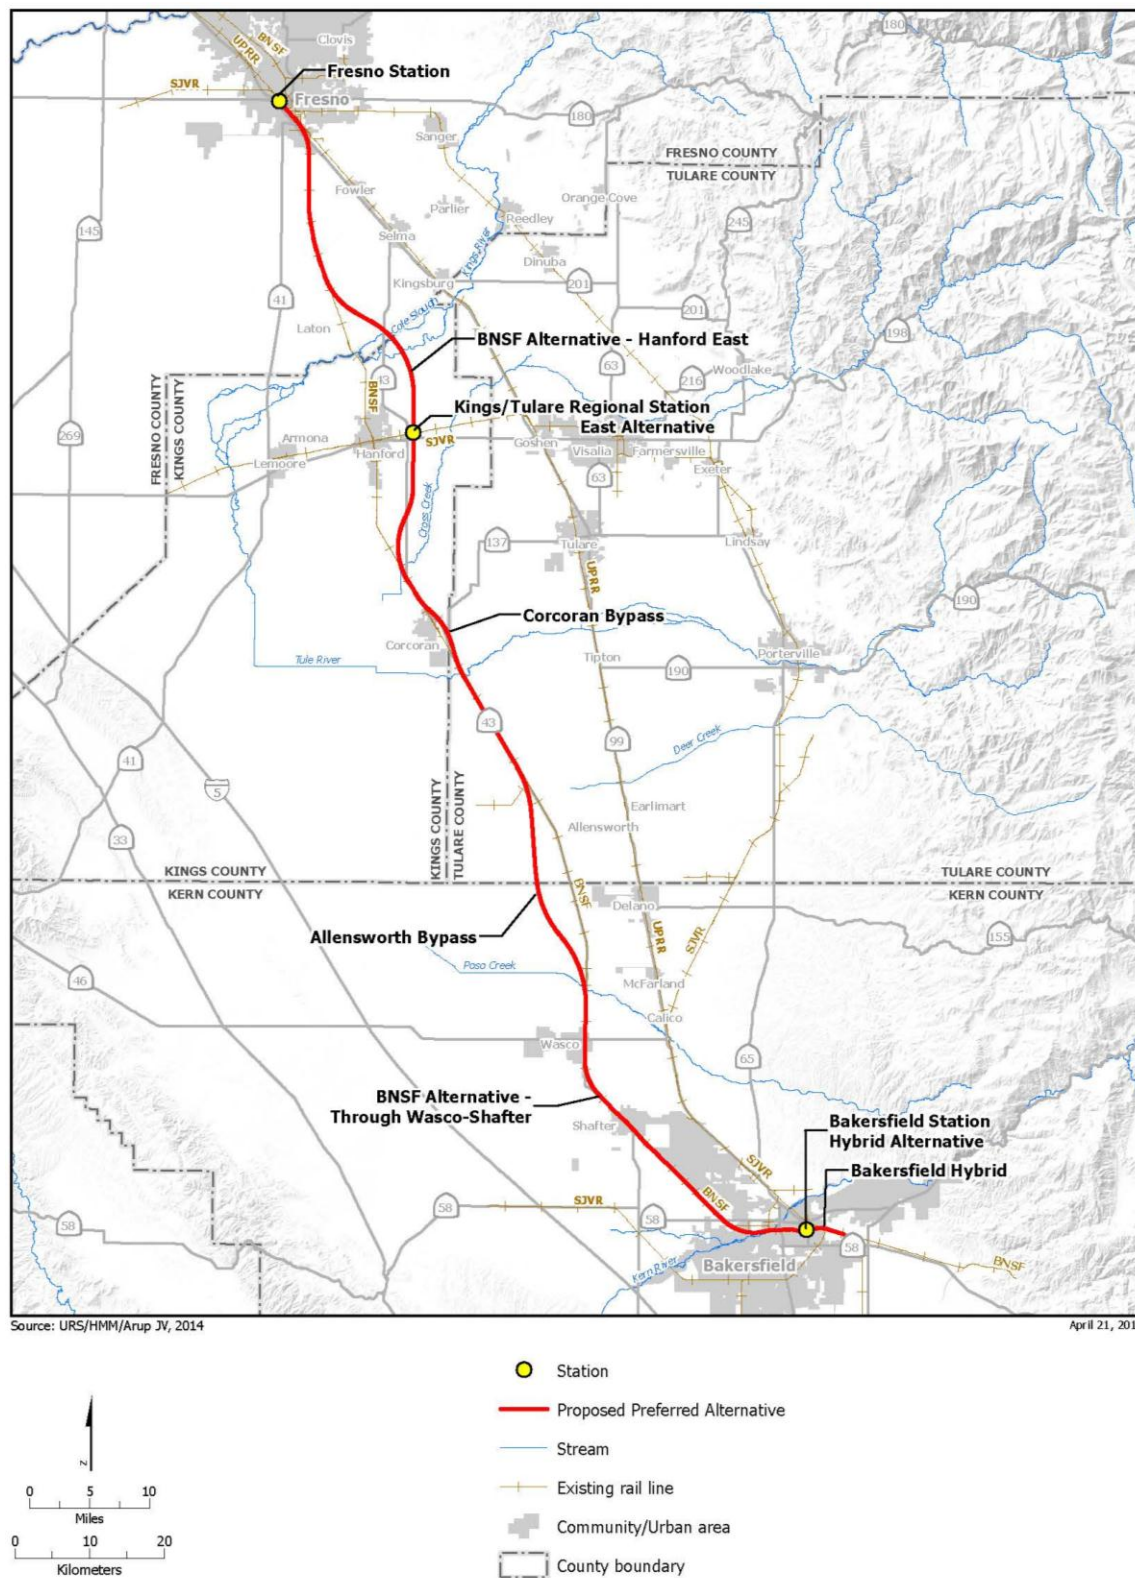 BNSF
Clovis
UPRR
Fresno Station
SJVR
Fresno
180
180
Sanger
FRESNO COUNTY
TULARE COUNTY
Fowler
Parlier
Orange Cove
Reedley
145
Selma
Kings River
245
Dinuba
Kingsburg
201
41
Cole Slough
201
Laton
198
BNSF Alternative - Hanford East
63
Woodlake
43
216
BNSF
FRESNO COUNTY
KINGS COUNTY
Kings/Tulare Regional Station
East Alternative
269
Armona
SJVR
Goshen
Visalia
Farmersville
Lemoore
Hanford
Exeter
63
Cross Creek
137
Tulare
Lindsay
UPRR
190
Corcoran Bypass
Corcoran
Tule River
Tipton
190
Porterville
43
99
Deer Creek
41
5
KINGS COUNTY
TULARE COUNTY
Earlimart
33
Allensworth
KINGS COUNTY
KERN COUNTY
TULARE COUNTY
KERN COUNTY
BNSF
Delano
Allensworth Bypass
UPRR
SJVR
155
Poso Creek
46
McFarland
Calico
Wasco
65
BNSF Alternative -
Through Wasco-Shafter
Shafter
Bakersfield Station
Hybrid Alternative
SJVR
Bakersfield Hybrid
BNSF
SJVR
58
58
58
58
Kern River
Bakersfield
BNSF
Source: URS/HMM/Arup JV, 2014
April 21, 201
Station
Proposed Preferred Alternative
Stream
Existing rail line
Community/Urban area
County boundary
z
0 5 10
Miles
0 10 20
Kilometers